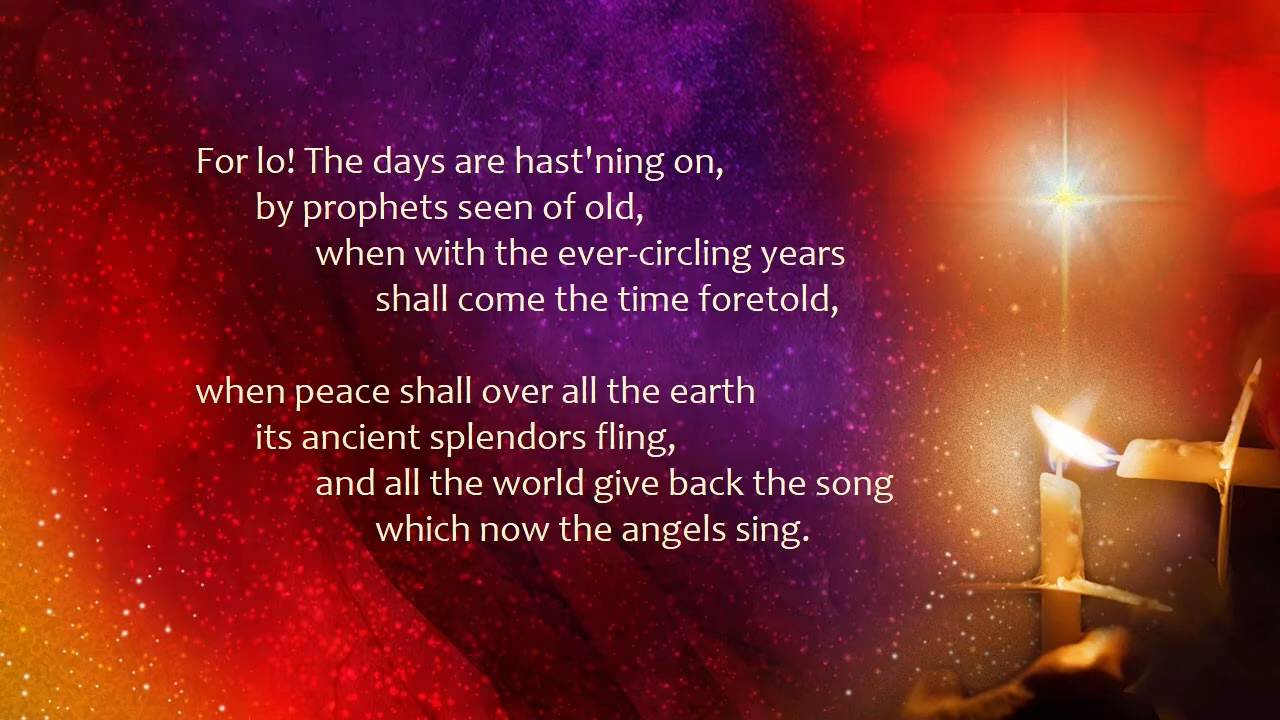 For lo! The days are hast'ning on,
by prophets seen of old,
when with the ever-circling years
shall come the time foretold,
when peace shall over all the earth
its ancient splendors fling,
and all the world give back the song
which now the angels sing.